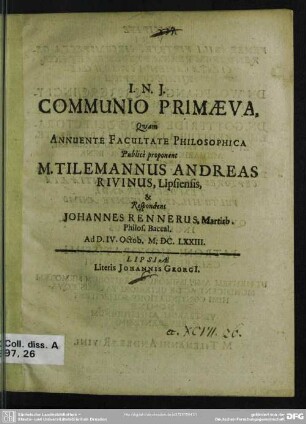 I. N. J.
COMMUNIO PRIMÆVA,
Quam
ANNUENTE FACULTATE PHILOSOPHICA
Publicè proponent
M. TILEMANNUS ANDREAS
RIVINUS, Lipsiensis,
&
Respondens
JOHANNES RENNERUS, Martisb.
Philos. Baccal.
Ad D. IV. Octob. M. DC. LXXIII.
LIPSIÆ
Literis JOHANNIS GEORGI.
Coll. diss. A
97, 26